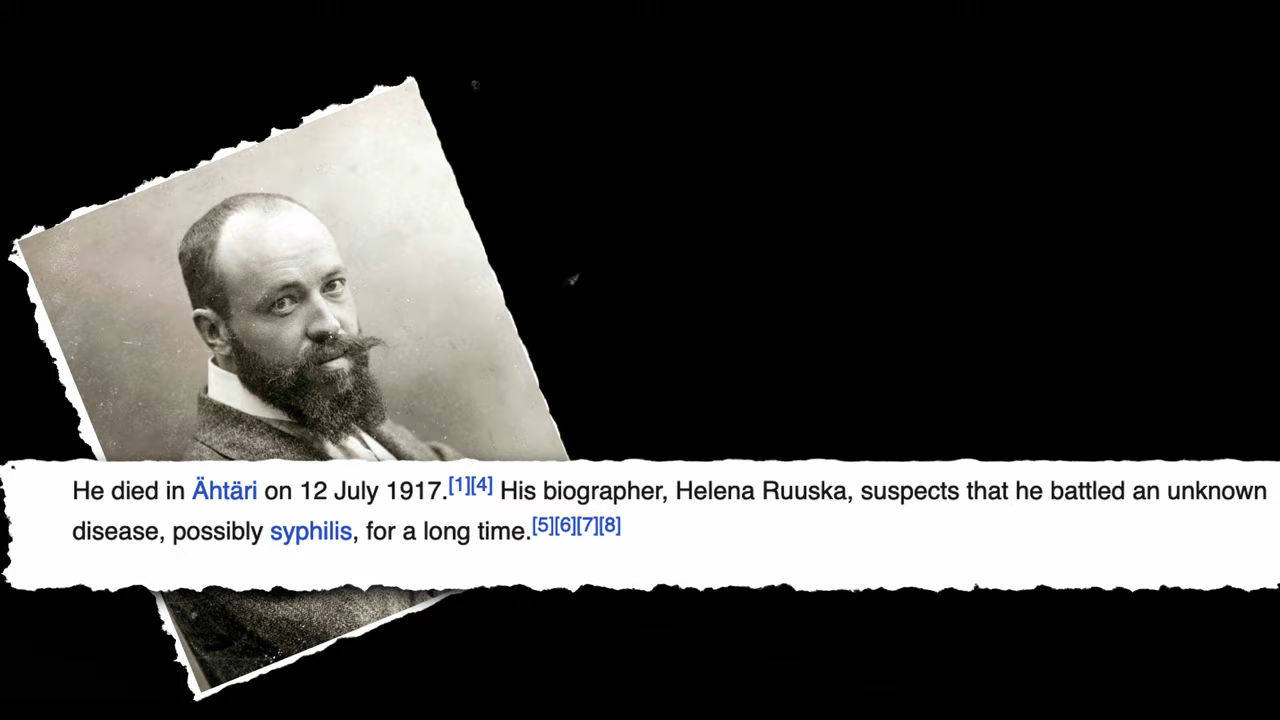 He died in Ähtäri on 12 July 1917.[1][4] His biographer, Helena Ruuska, suspects that he battled an unknown
disease, possibly syphilis, for a long time.[5][6][7][8]